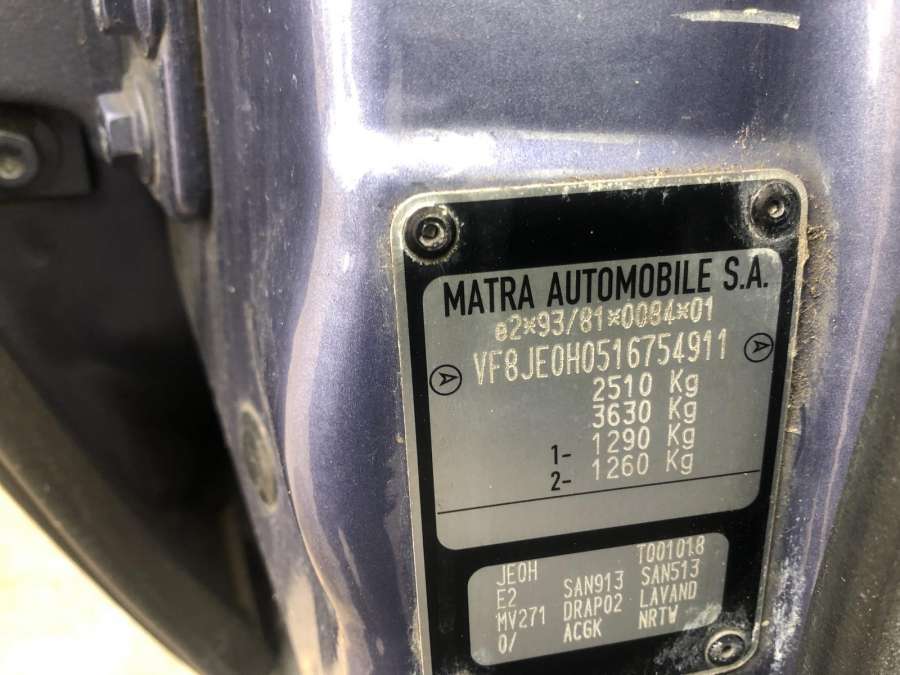 MATRA AUTOMOBILE S.A.
e2*93/81*0084*01
VF8JE0H0516754911
2510 Kg
3630 Kg
1- 1290 Kg
2- 1260 Kg
JE0H T001018
E2 SAN913 SAN513
MV271 DRAP02 LAVAND
0/ ACGK NRTW